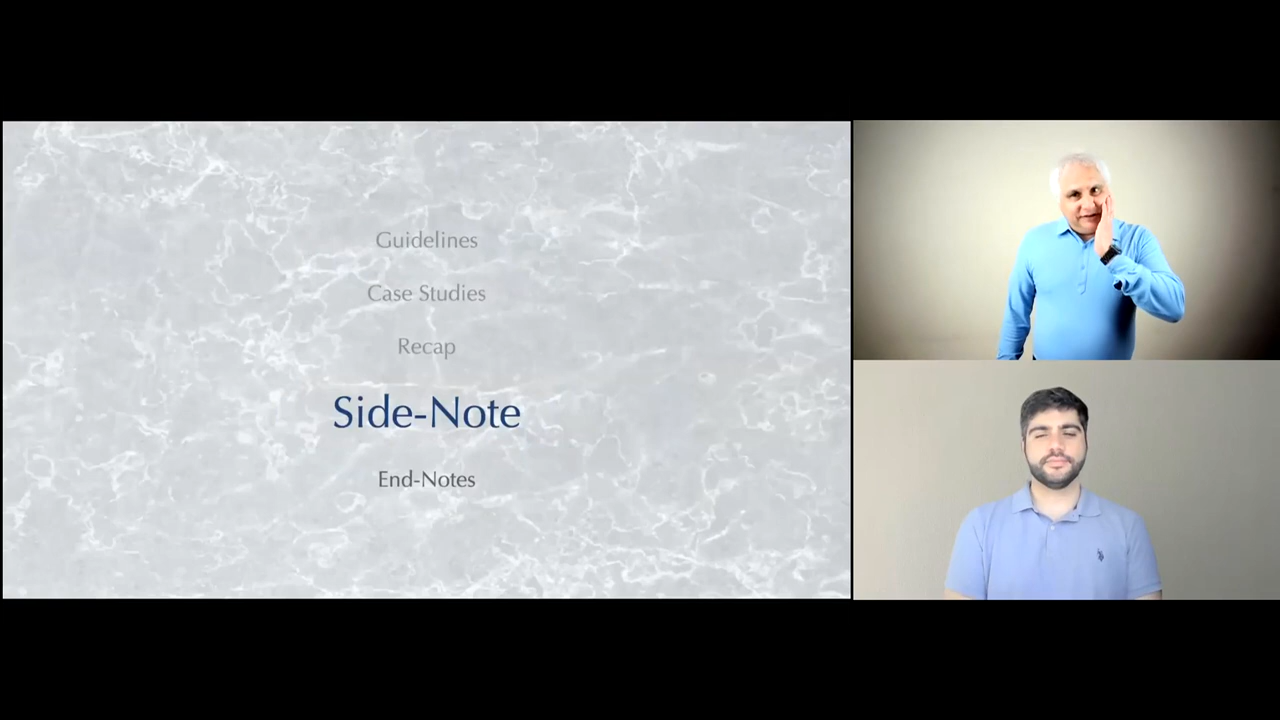 Guidelines
Case Studies
Recap
Side-Note
End-Notes